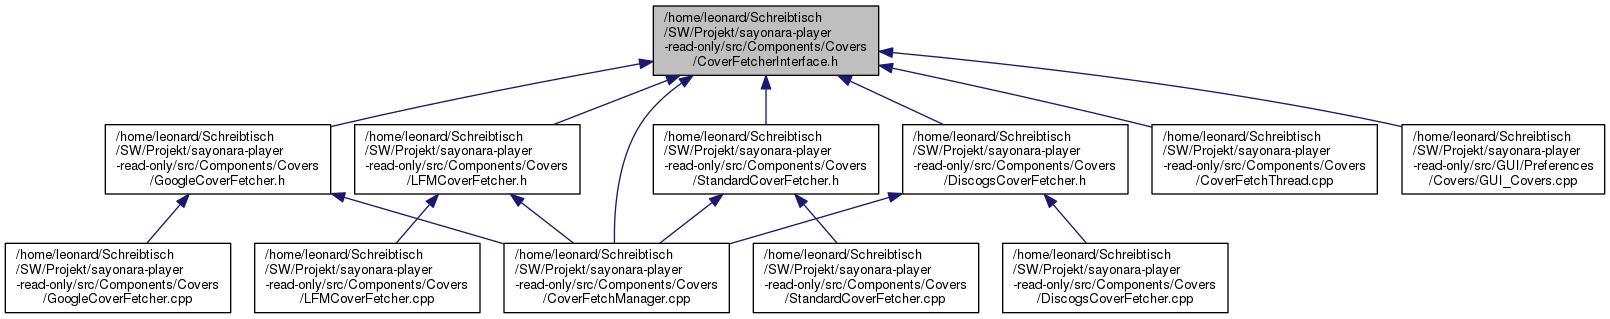 /home/leonard/Schreibtisch
/SW/Projekt/sayonara-player
-read-only/src/Components/Covers
/CoverFetcherInterface.h
/home/leonard/Schreibtisch
/SW/Projekt/sayonara-player
-read-only/src/Components/Covers
/GoogleCoverFetcher.h
/home/leonard/Schreibtisch
/SW/Projekt/sayonara-player
-read-only/src/Components/Covers
/LFMCoverFetcher.h
/home/leonard/Schreibtisch
/SW/Projekt/sayonara-player
-read-only/src/Components/Covers
/StandardCoverFetcher.h
/home/leonard/Schreibtisch
/SW/Projekt/sayonara-player
-read-only/src/Components/Covers
/DiscogsCoverFetcher.h
/home/leonard/Schreibtisch
/SW/Projekt/sayonara-player
-read-only/src/Components/Covers
/CoverFetchThread.cpp
/home/leonard/Schreibtisch
/SW/Projekt/sayonara-player
-read-only/src/GUI/Preferences
/Covers/GUI_Covers.cpp
/home/leonard/Schreibtisch
/SW/Projekt/sayonara-player
-read-only/src/Components/Covers
/GoogleCoverFetcher.cpp
/home/leonard/Schreibtisch
/SW/Projekt/sayonara-player
-read-only/src/Components/Covers
/LFMCoverFetcher.cpp
/home/leonard/Schreibtisch
/SW/Projekt/sayonara-player
-read-only/src/Components/Covers
/CoverFetchManager.cpp
/home/leonard/Schreibtisch
/SW/Projekt/sayonara-player
-read-only/src/Components/Covers
/StandardCoverFetcher.cpp
/home/leonard/Schreibtisch
/SW/Projekt/sayonara-player
-read-only/src/Components/Covers
/DiscogsCoverFetcher.cpp